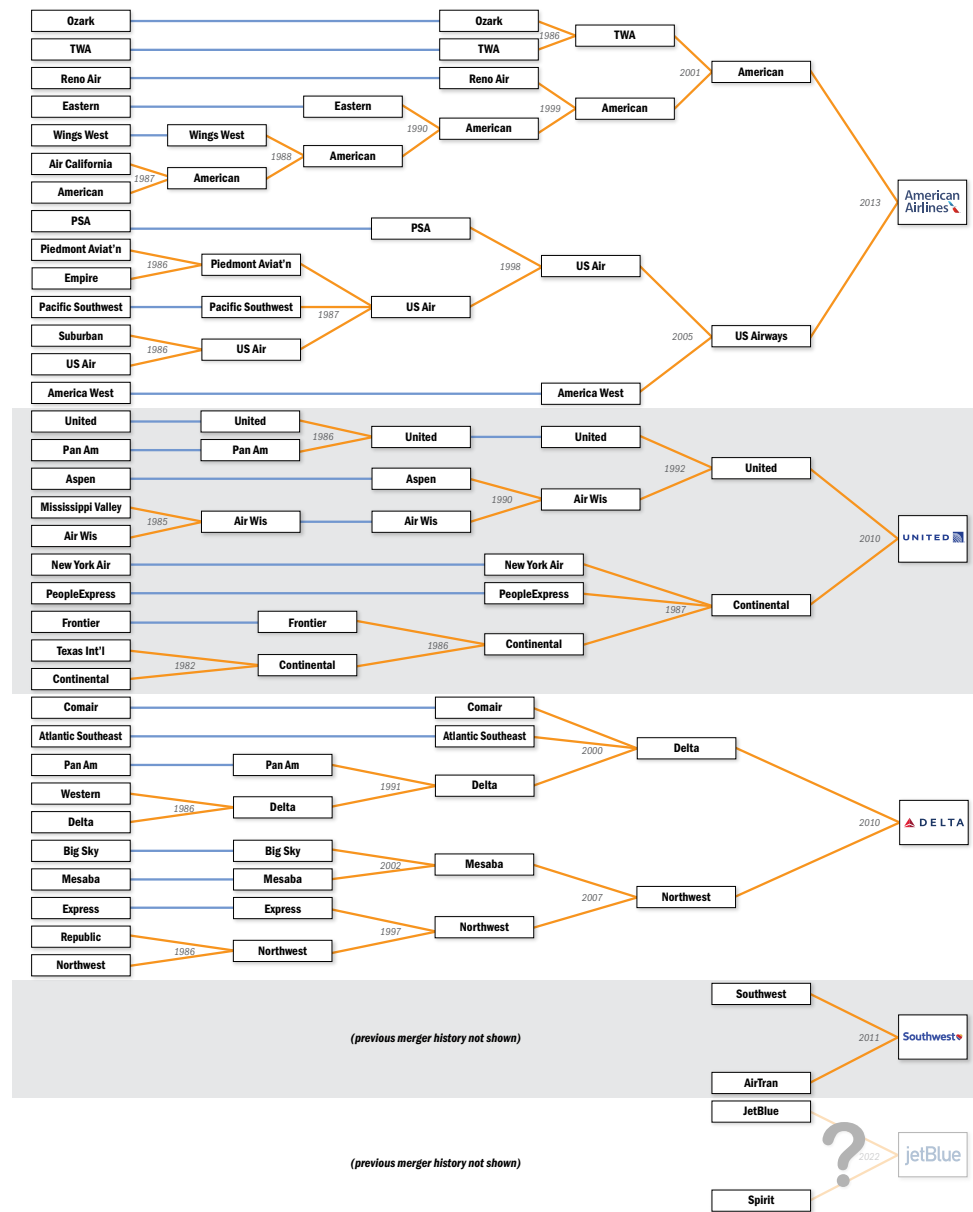 Ozark Ozark
1986 TWA
TWA TWA
2001 American
Reno Air Reno Air
1999 American
Eastern Eastern
1990 American
Wings West Wings West
1988 American
Air California
1987 American
American
2013 American Airlines
PSA PSA
Piedmont Aviat'n
1986 Piedmont Aviat'n
Empire
1998 US Air
Pacific Southwest Pacific Southwest 1987 US Air
Suburban
1986 US Air
US Air
2005 US Airways
America West America West
United United
1986 United United
Pan Am Pan Am
1992 United
Aspen Aspen
1990 Air Wis
Mississippi Valley
1985 Air Wis Air Wis
Air Wis
2010 UNITED
New York Air New York Air
PeopleExpress PeopleExpress
1987 Continental
Frontier Frontier
1986 Continental
Texas Int'l
1982 Continental
Continental
Comair Comair
Atlantic Southeast Atlantic Southeast
2000 Delta
Pan Am Pan Am
1991 Delta
Western
1986 Delta
Delta
2010 DELTA
Big Sky Big Sky
2002 Mesaba
Mesaba Mesaba
2007 Northwest
Express Express
1997 Northwest
Republic
1986 Northwest
Northwest
Southwest
(previous merger history not shown) 2011 Southwest
AirTran
JetBlue
(previous merger history not shown) ? 2022 jetBlue
Spirit